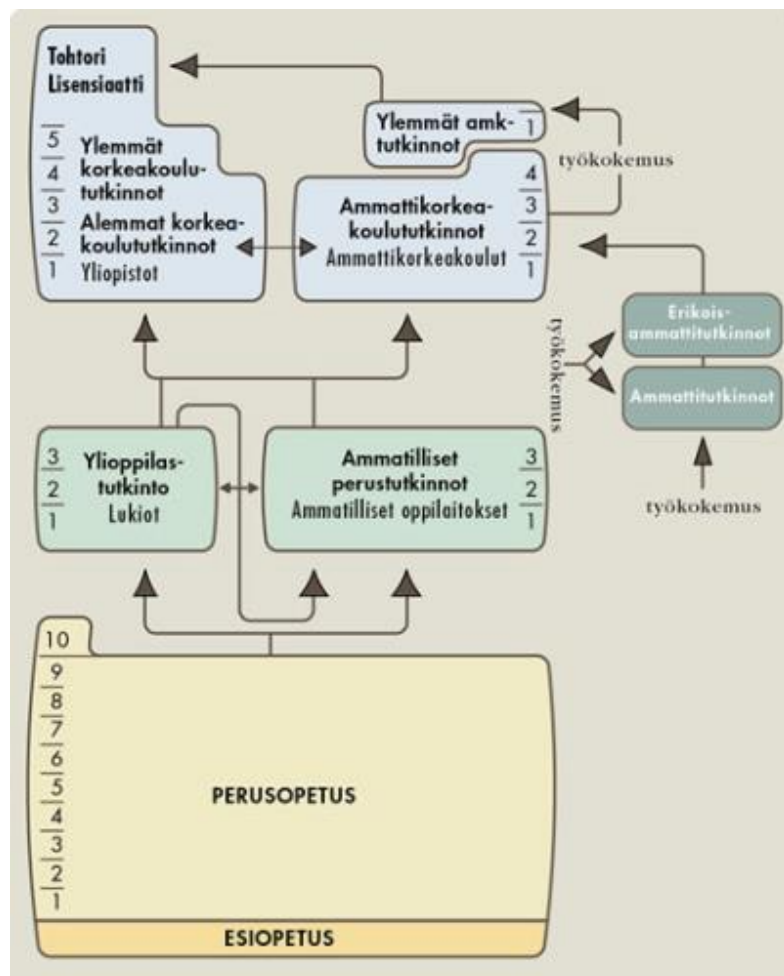 Tohtori
Lisensiaatti
5
4
3
2
1
Ylemmät
korkeakoulu-
tutkinnot
Alemmat korkea-
koulututkinnot
Yliopistot
Ylemmät amk-
tutkinnot
1
työkokemus
Ammattikorkea-
koulututkinnot
Ammattikorkeakoulut
4
3
2
1
Erikois-
ammattitutkinnot
Ammattitutkinnot
työkokemus
työkokemus
3
2
1
Ylioppilas-
tutkinto
Lukiot
Ammatilliset
perustutkinnot
Ammatilliset oppilaitokset
3
2
1
10
9
8
7
6
5
4
3
2
1
PERUSOPETUS
ESIOPETUS